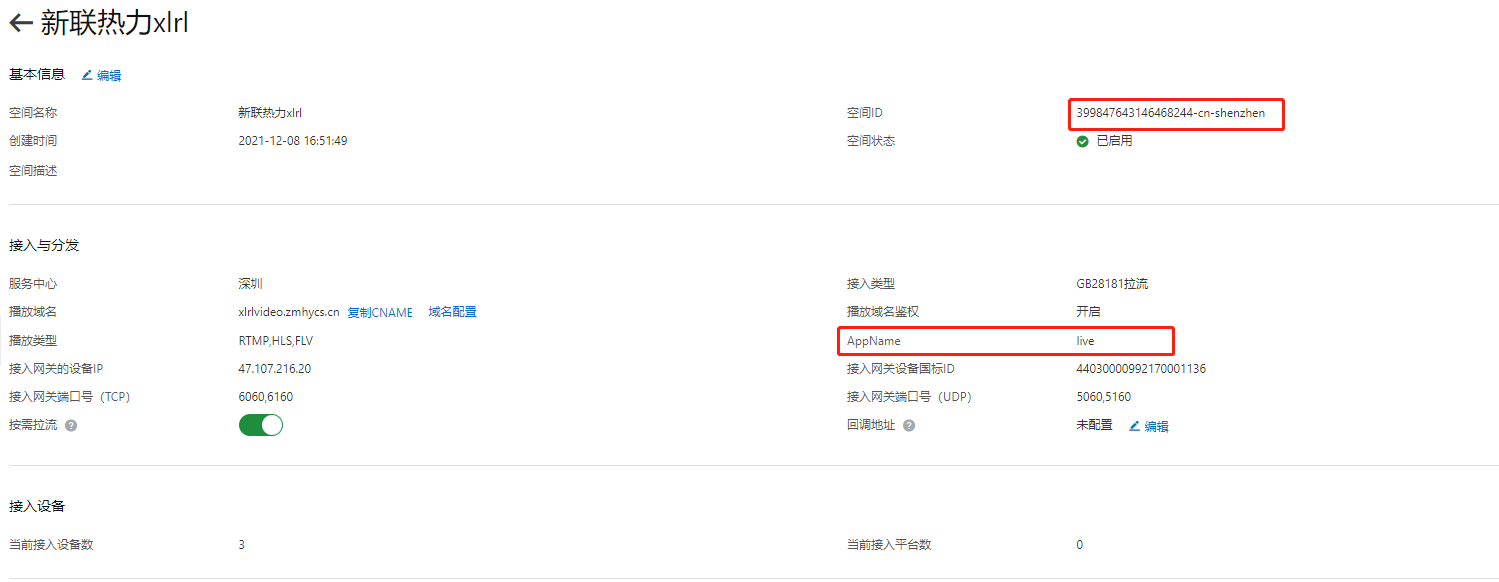 新联热力xlrl
基本信息 编辑
空间名称 新联热力xlrl 空间ID 399847643146468244-cn-shenzhen
创建时间 2021-12-08 16:51:49 空间状态 已启用
空间描述
接入与分发
服务中心 深圳 接入类型 GB28181拉流
播放域名 xlrlvideo.zmhycs.cn 复制CNAME 域名配置 播放域名鉴权 开启
播放类型 RTMP,HLS,FLV AppName live
接入网关的设备IP 47.107.216.20 接入网关设备国标ID 44030000992170001136
接入网关端口号（TCP） 6060,6160 接入网关端口号（UDP） 5060,5160
按需拉流 ? 回调地址 ? 未配置 编辑
接入设备
当前接入设备数 3 当前接入平台数 0